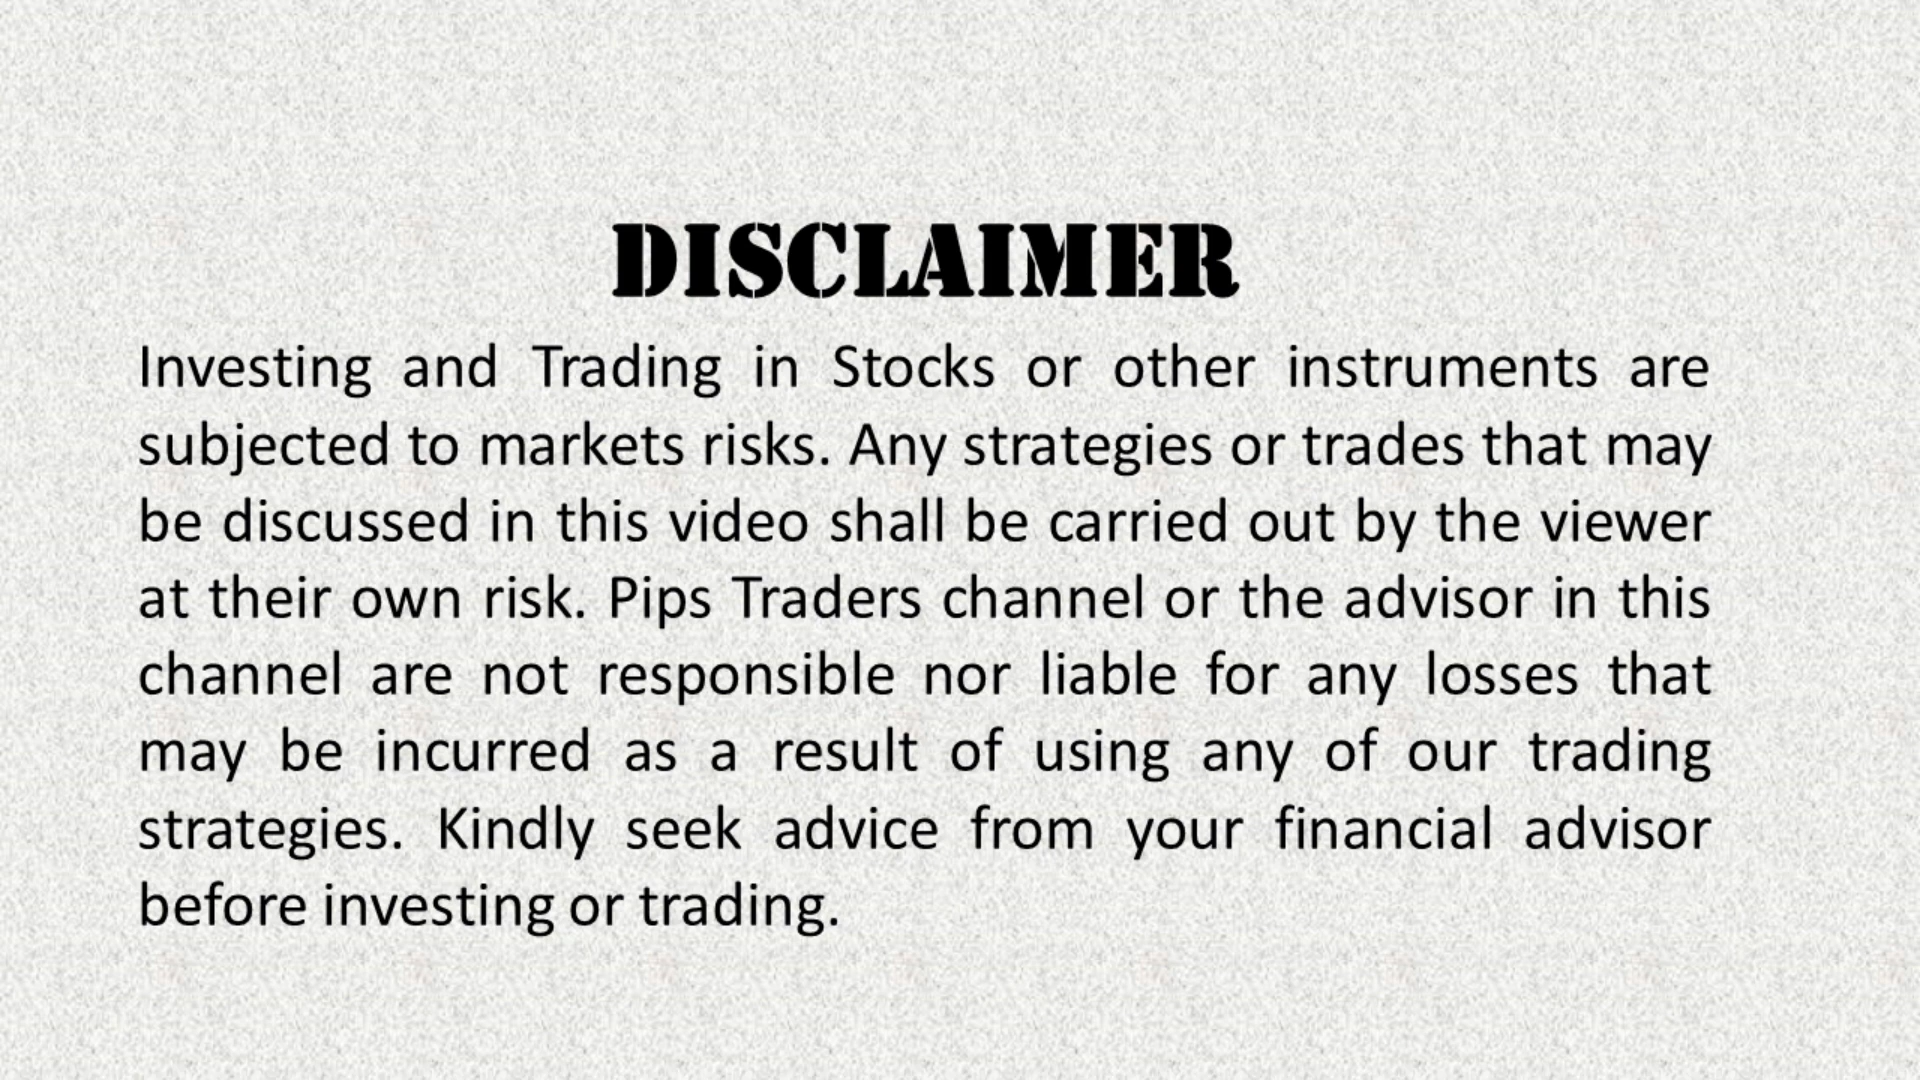 DISCLAIMER
Investing and Trading in Stocks or other instruments are
subjected to markets risks. Any strategies or trades that may
be discussed in this video shall be carried out by the viewer
at their own risk. Pips Traders channel or the advisor in this
channel are not responsible nor liable for any losses that
may be incurred as a result of using any of our trading
strategies. Kindly seek advice from your financial advisor
before investing or trading.